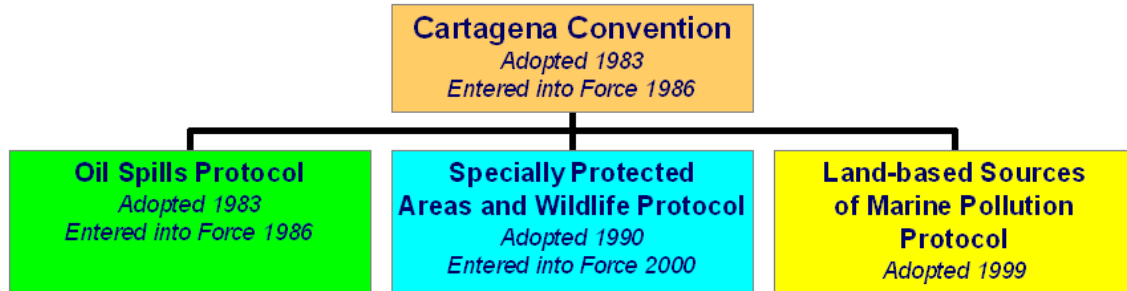 Cartagena Convention
Adopted 1983
Entered into Force 1986
Oil Spills Protocol
Adopted 1983
Entered into Force 1986
Specially Protected
Areas and Wildlife Protocol
Adopted 1990
Entered into Force 2000
Land-based Sources
of Marine Pollution
Protocol
Adopted 1999